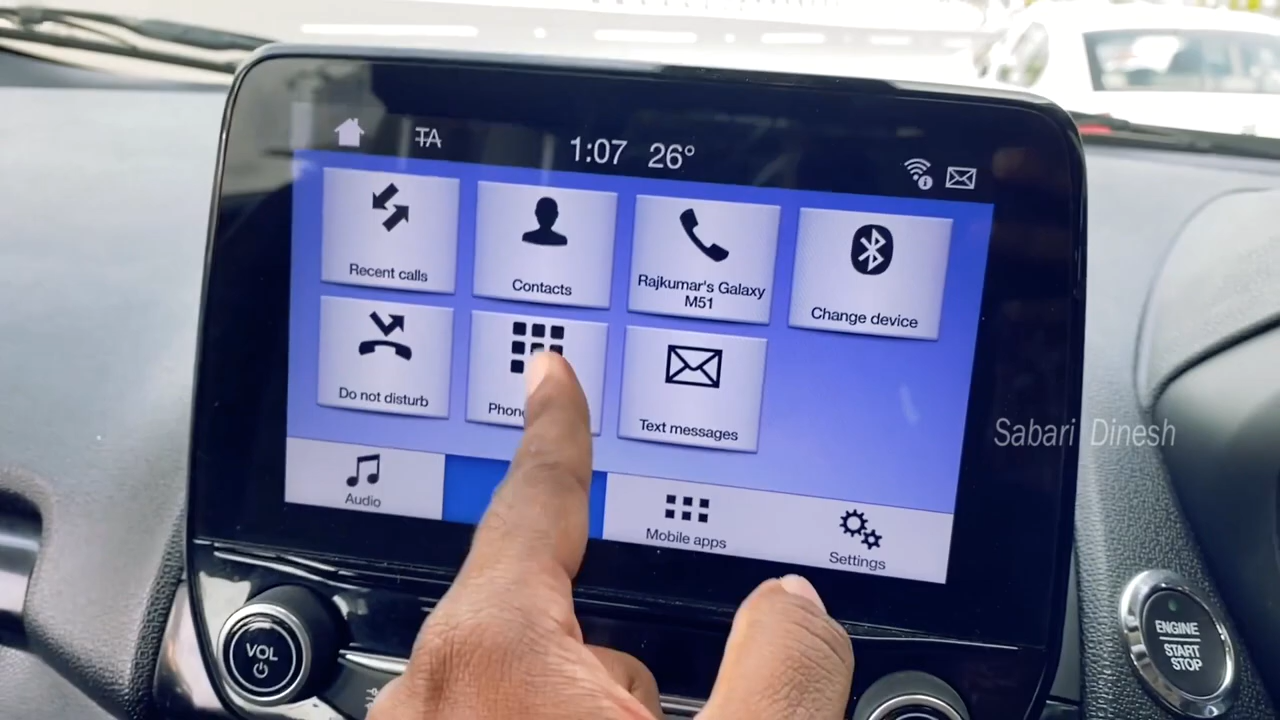 TA
1:07 26°
Recent calls
Contacts
Rajkumar's Galaxy
M51
Change device
Do not disturb
Text messages
Audio
Mobile apps
Settings
Sabari Dinesh
VOL
ENGINE
START
STOP